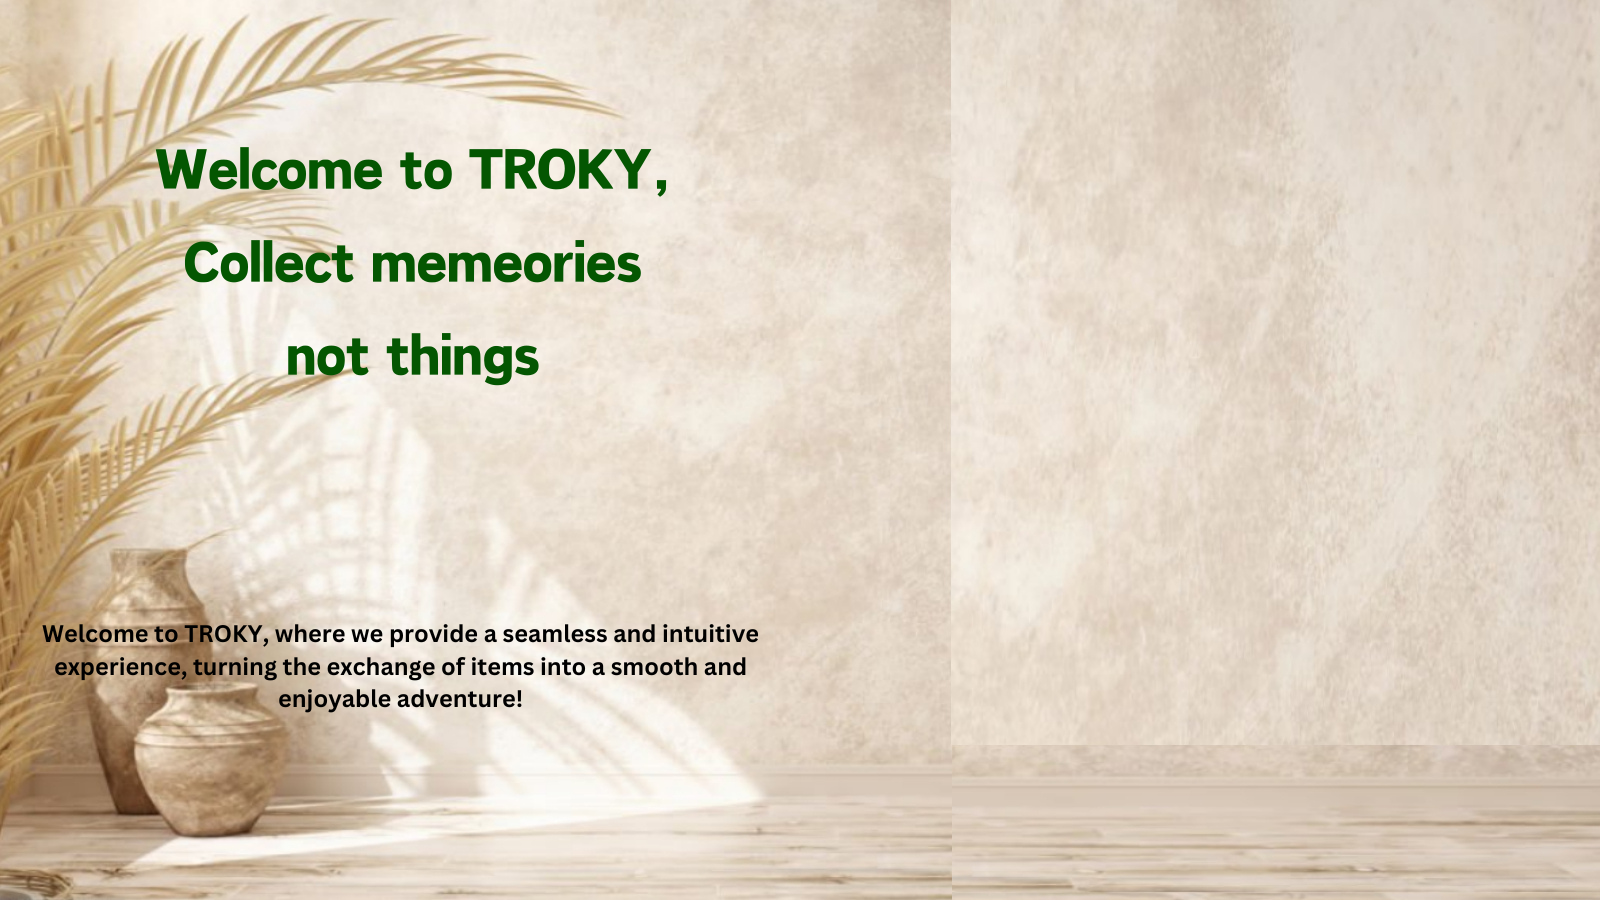 Welcome to TROKY,
Collect memeories
not things
Welcome to TROKY, where we provide a seamless and intuitive
experience, turning the exchange of items into a smooth and
enjoyable adventure!